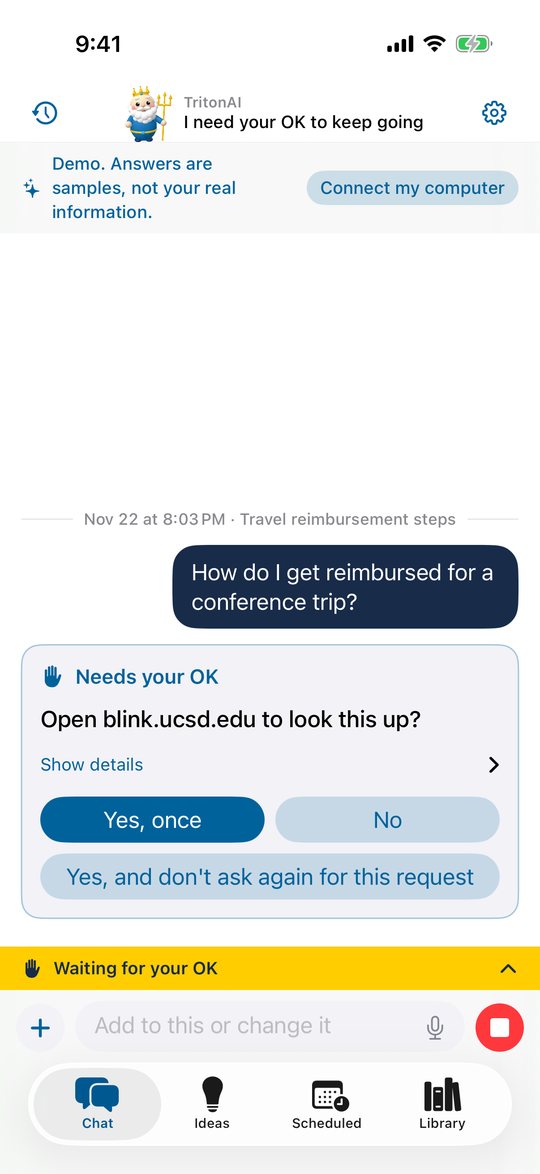 9:41
TritonAI
I need your OK to keep going
Demo. Answers are
samples, not your real
information.
Connect my computer
Nov 22 at 8:03 PM · Travel reimbursement steps
How do I get reimbursed for a
conference trip?
Needs your OK
Open blink.ucsd.edu to look this up?
Show details
Yes, once
No
Yes, and don't ask again for this request
Waiting for your OK
Add to this or change it
Chat
Ideas
Scheduled
Library